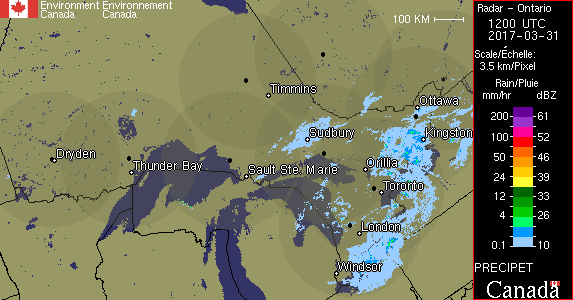 Environment Environnement
Canada Canada
100 KM
Timmins
Ottawa
Sudbury
Kingston
Dryden
Thunder Bay
Sault Ste. Marie
Orillia
Toronto
London
Windsor
Radar - Ontario
1200 UTC
2017-03-31
Scale/Échelle:
3.5 km/Pixel
Rain/Pluie
mm/hr dBZ
200 61
100 52
50 46
24 39
12 33
4 26
0.1 10
PRECIPET
Canada